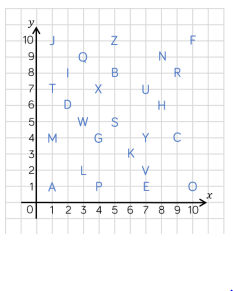 y
10 J Z F
9 Q N
8 I B R
7 T X U
6 D H
5 W S
4 M G Y C
3 K
2 L V
1 A P E O
0 1 2 3 4 5 6 7 8 9 10 x